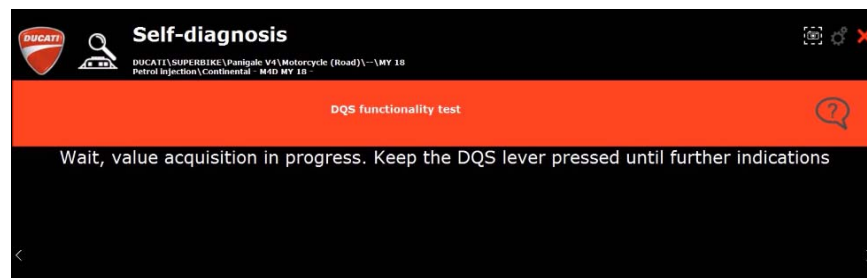 DUCATI
Self-diagnosis
DUCATI\SUPERBIKE\Panigale V4\Motorcycle (Road)\--\MY 18
Petrol injection\Continental - M4D MY 18 -
DQS functionality test
?
Wait, value acquisition in progress. Keep the DQS lever pressed until further indications